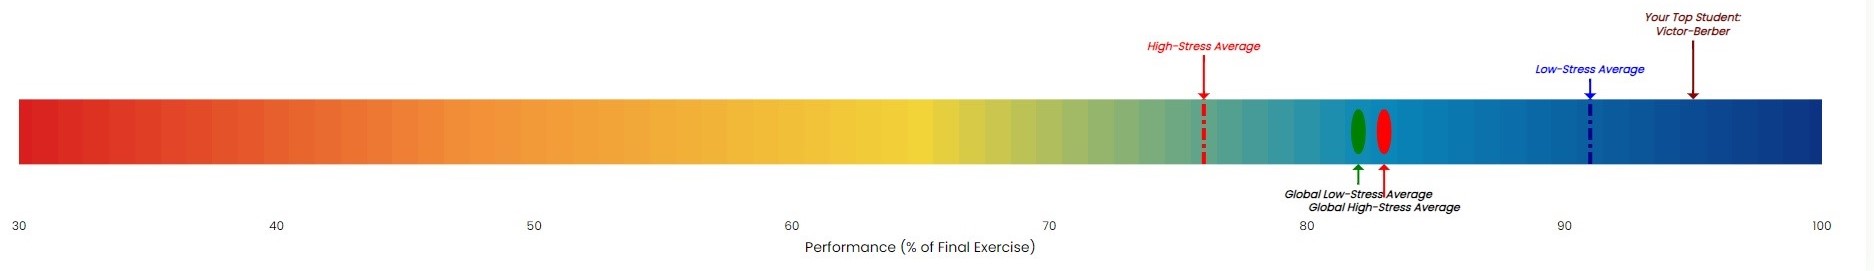 Your Top Student:
Victor-Berber
High-Stress Average
Low-Stress Average
Global Low-Stress Average
Global High-Stress Average
30 40 50 60 70 80 90 100
Performance (% of Final Exercise)